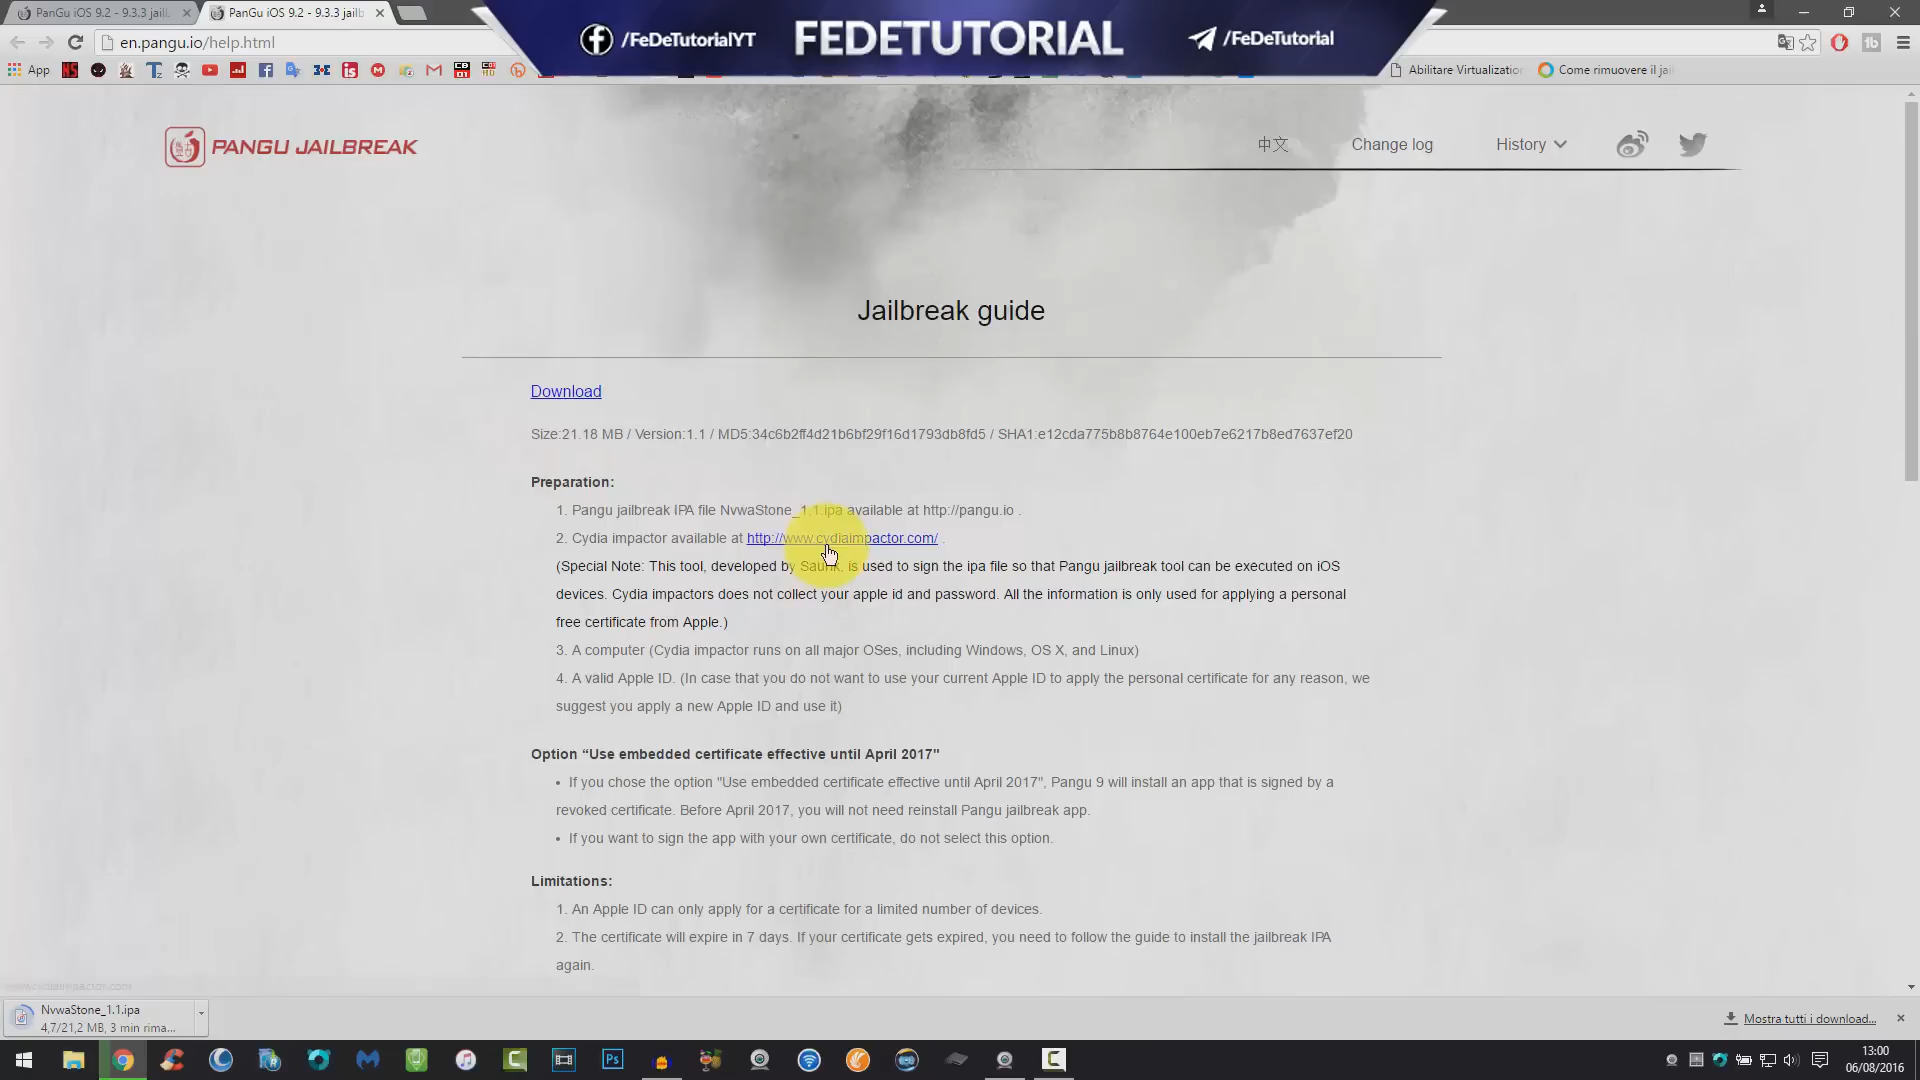 PanGu iOS 9.2 - 9.3.3 jailb
PanGu iOS 9.2 - 9.3.3 jailb
/FeDeTutorialYT
FEDETUTORIAL
/FeDeTutorial
en.pangu.io/help.html
App
Abilitare Virtualizatio
Come rimuovere il jai
PANGU JAILBREAK
中文
Change log
History
Jailbreak guide
Download
Size:21.18 MB / Version:1.1 / MD5:34c6b2ff4d21b6bf29f16d1793db8fd5 / SHA1:e12cda775b8b8764e100eb7e6217b8ed7637ef20
Preparation:
1. Pangu jailbreak IPA file NvwaStone_1.1.ipa available at http://pangu.io .
2. Cydia impactor available at http://www.cydiaimpactor.com/ .
(Special Note: This tool, developed by Saurik, is used to sign the ipa file so that Pangu jailbreak tool can be executed on iOS
devices. Cydia impactors does not collect your apple id and password. All the information is only used for applying a personal
free certificate from Apple.)
3. A computer (Cydia impactor runs on all major OSes, including Windows, OS X, and Linux)
4. A valid Apple ID. (In case that you do not want to use your current Apple ID to apply the personal certificate for any reason, we
suggest you apply a new Apple ID and use it)
Option “Use embedded certificate effective until April 2017"
• If you chose the option "Use embedded certificate effective until April 2017", Pangu 9 will install an app that is signed by a
revoked certificate. Before April 2017, you will not need reinstall Pangu jailbreak app.
• If you want to sign the app with your own certificate, do not select this option.
Limitations:
1. An Apple ID can only apply for a certificate for a limited number of devices.
2. The certificate will expire in 7 days. If your certificate gets expired, you need to follow the guide to install the jailbreak IPA
again.
www.cydiaimpactor.com
NvwaStone_1.1.ipa
4,7/21,2 MB, 3 min rima...
Mostra tutti i download...
Ps
13:00
06/08/2016